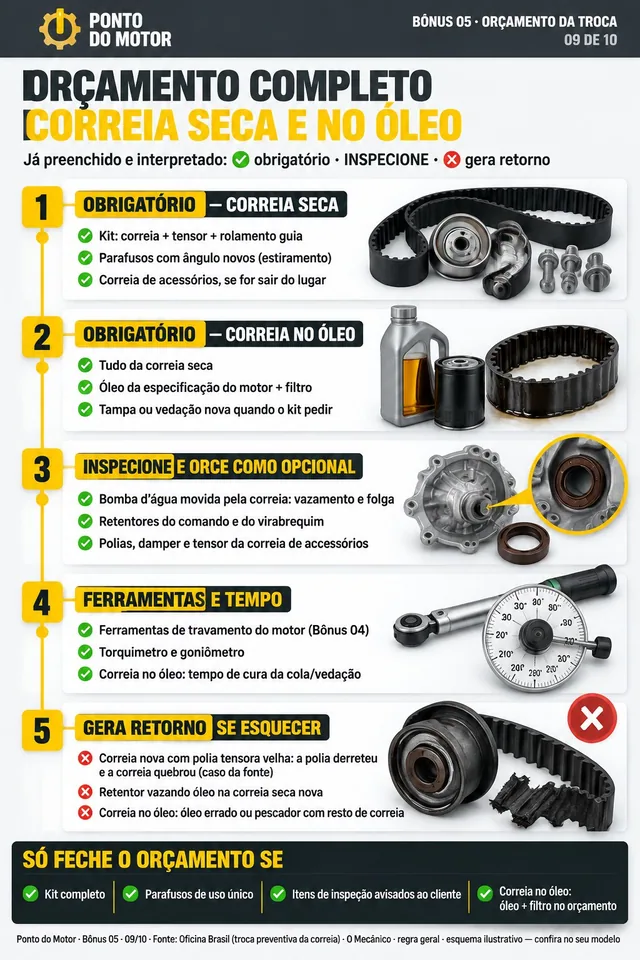 PONTO
DO MOTOR
BÔNUS 05 · ORÇAMENTO DA TROCA
09 DE 10
ORÇAMENTO COMPLETO
CORREIA SECA E NO ÓLEO
Já preenchido e interpretado: obrigatório · INSPECIONE · gera retorno
1
OBRIGATÓRIO — CORREIA SECA
Kit: correia + tensor + rolamento guia
Parafusos com ângulo novos (estiramento)
Correia de acessórios, se for sair do lugar
2
OBRIGATÓRIO — CORREIA NO ÓLEO
Tudo da correia seca
Óleo da especificação do motor + filtro
Tampa ou vedação nova quando o kit pedir
3
INSPECIONE E ORCE COMO OPCIONAL
Bomba d'água movida pela correia: vazamento e folga
Retentores do comando e do virabrequim
Polias, damper e tensor da correia de accessórios
4
FERRAMENTAS E TEMPO
Ferramentas de travamento do motor (Bônus 04)
Torquimetro e goniômetro
Correia no óleo: tempo de cura da cola/vedação
30° 30° 80° 80°
5
GERA RETORNO SE ESQUECER
Correia nova com polia tensora velha: a polia derreteu
e a correia quebrou (caso da fonte)
Retentor vazando óleo na correia seca nova
Correia no óleo: óleo errado ou pescador com resto de correia
SÓ FECHE O ORÇAMENTO SE
Kit completo
Parafusos de uso único
Itens de inspeção avisados ao cliente
Correia no óleo:
óleo + filtro no orçamento
Ponto do Motor · Bônus 05 · 09/10 · Fonte: Oficina Brasil (troca preventiva da correia) · O Mecânico · regra geral · esquema ilustrativo — confira no seu modelo